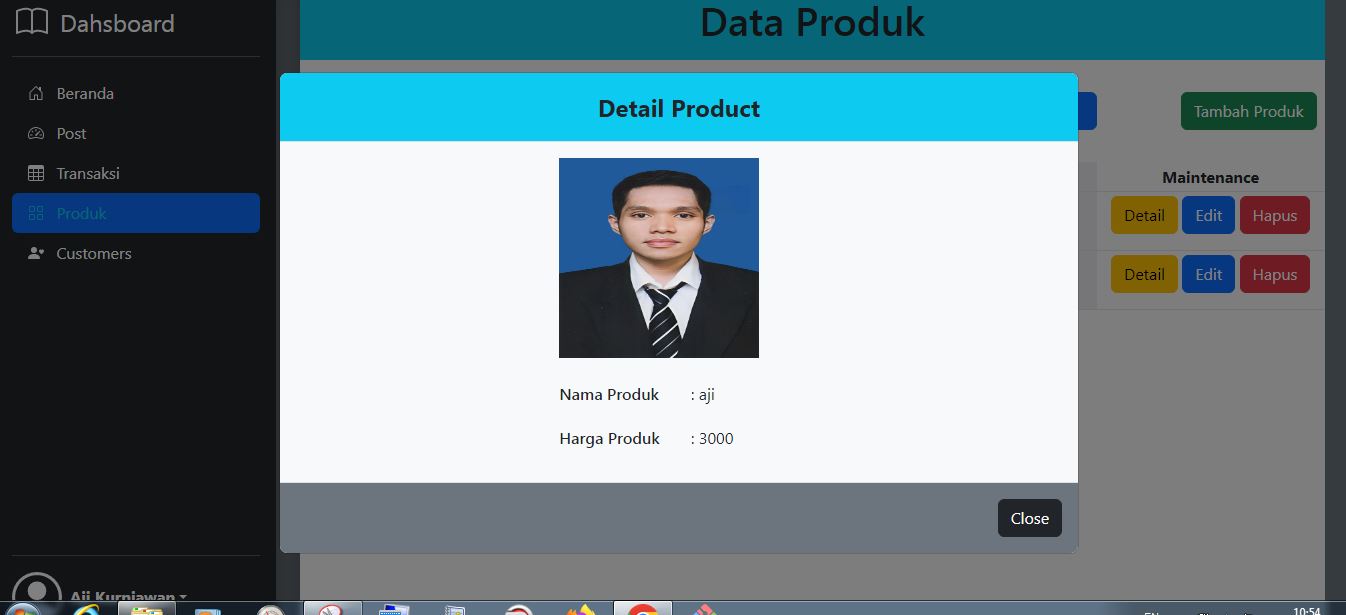 Dahsboard
Beranda
Post
Transaksi
Produk
Customers
Aji Kurniawan
Data Produk
Tambah Produk
Maintenance
Detail Edit Hapus
Detail Edit Hapus
Detail Product
Nama Produk : aji
Harga Produk : 3000
Close
10:54